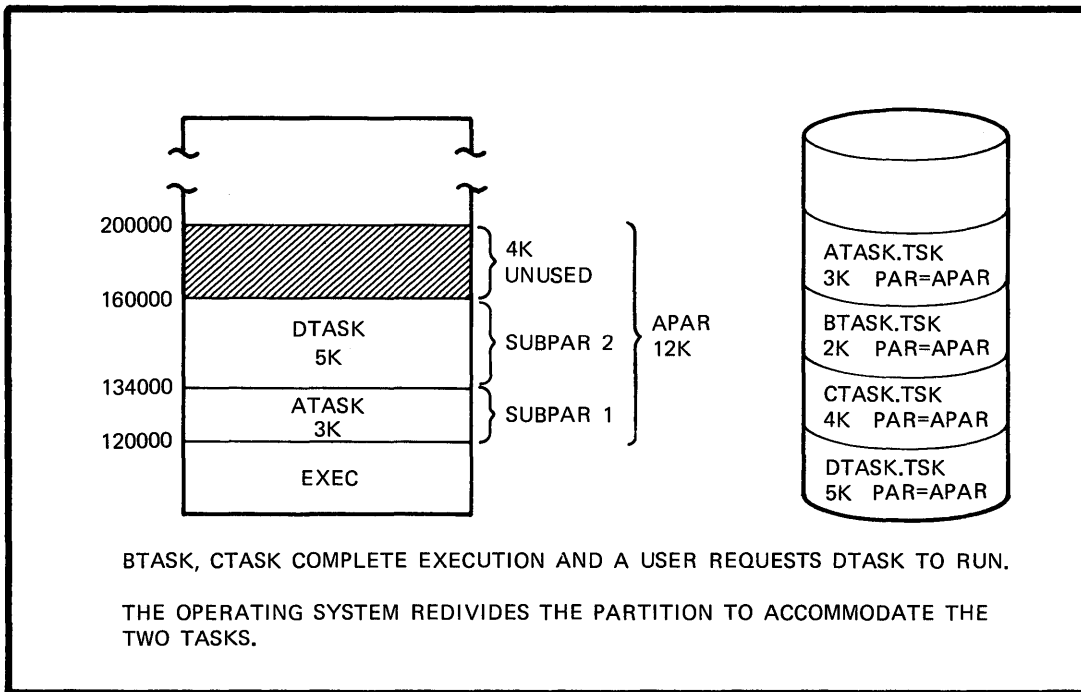 200000
4K
UNUSED
160000
DTASK
5K
SUBPAR 2
APAR
12K
134000
ATASK
3K
SUBPAR 1
120000
EXEC
ATASK.TSK
3K PAR=APAR
BTASK.TSK
2K PAR=APAR
CTASK.TSK
4K PAR=APAR
DTASK.TSK
5K PAR=APAR
BTASK, CTASK COMPLETE EXECUTION AND A USER REQUESTS DTASK TO RUN.
THE OPERATING SYSTEM REDIVIDES THE PARTITION TO ACCOMMODATE THE
TWO TASKS.